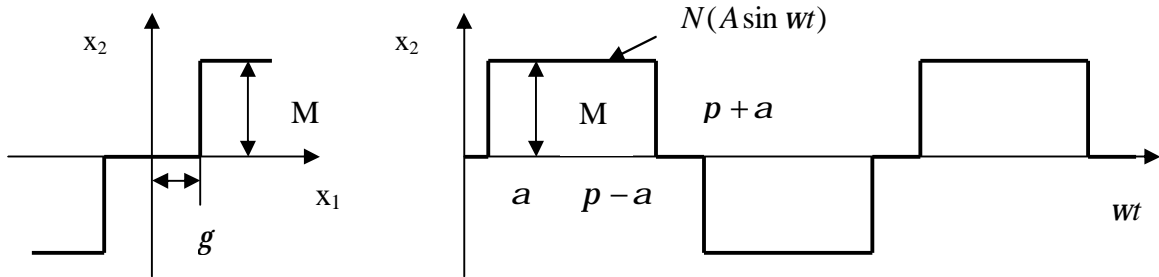 x₂
M
x₁
g
x₂
N(A sin wt)
M
p + a
a
p − a
wt